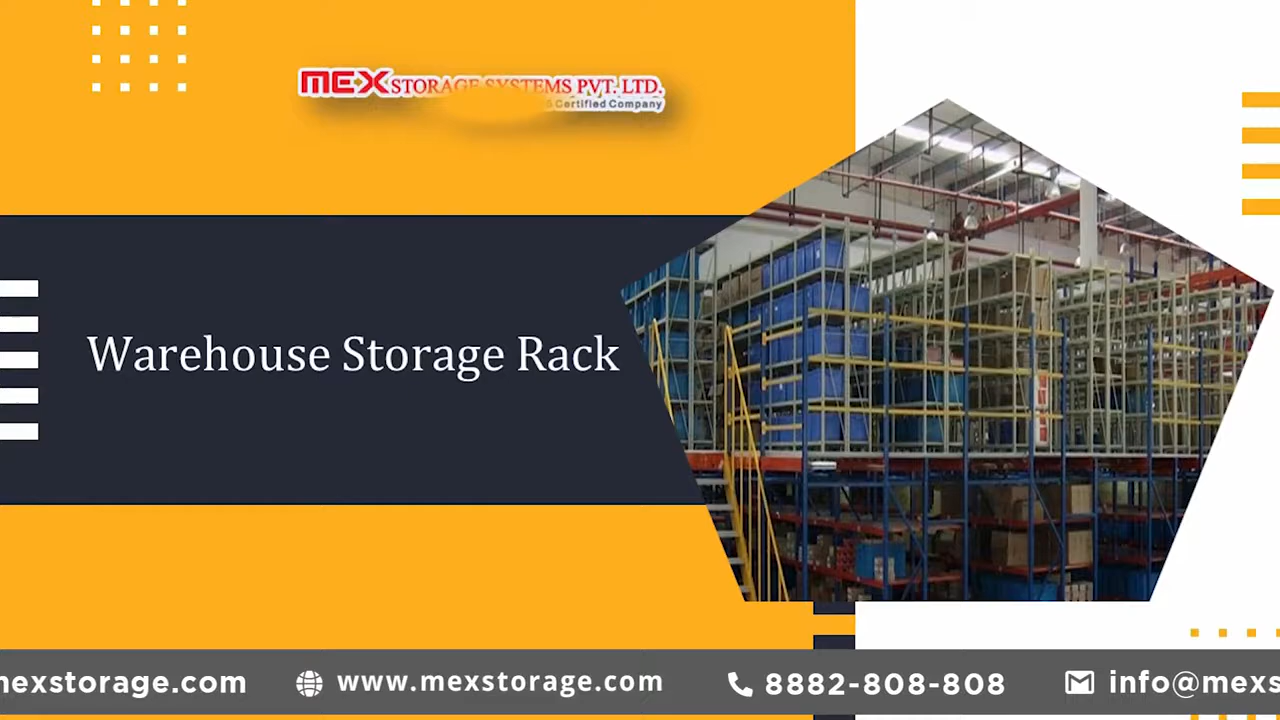 MEX STORAGE SYSTEMS PVT. LTD.
Certified Company
Warehouse Storage Rack
mexstorage.com www.mexstorage.com 8882-808-808 info@mexs